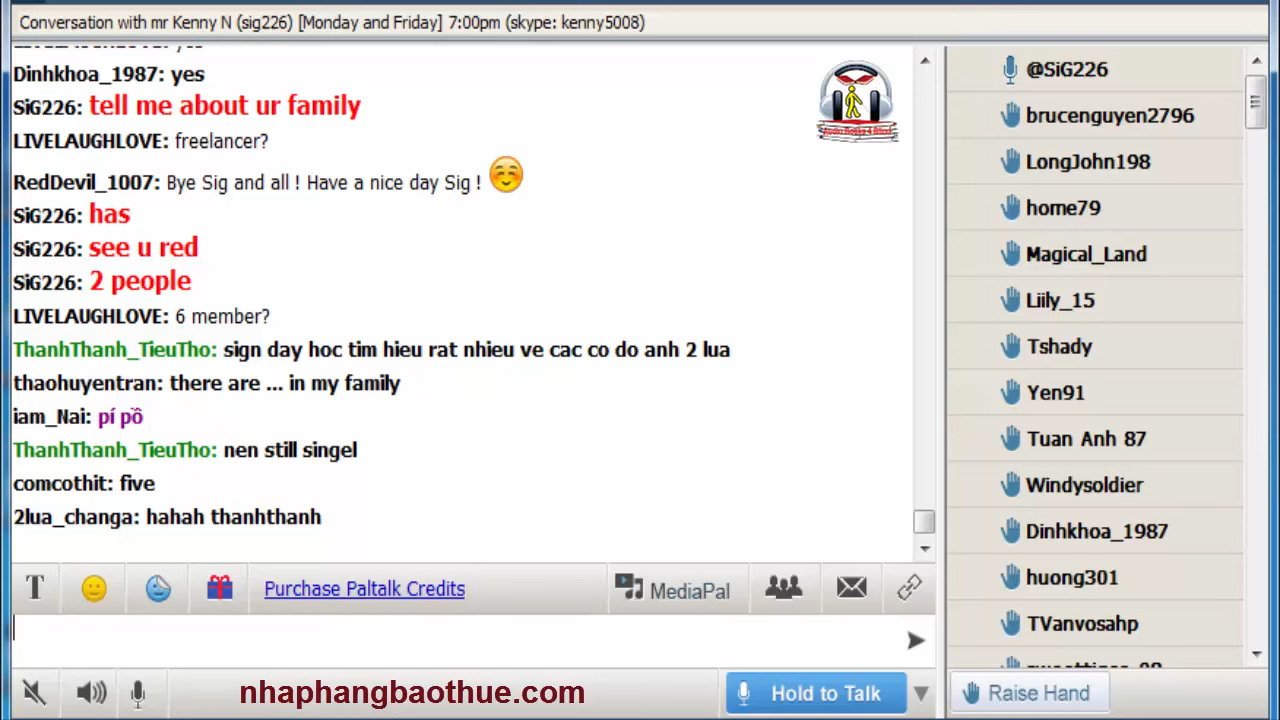 Conversation with mr Kenny N (sig226) [Monday and Friday] 7:00pm (skype: kenny5008)
Dinhkhoa_1987: yes
SiG226: tell me about ur family
LIVELAUGHLOVE: freelancer?
RedDevil_1007: Bye Sig and all ! Have a nice day Sig !
SiG226: has
SiG226: see u red
SiG226: 2 people
LIVELAUGHLOVE: 6 member?
ThanhThanh_TieuTho: sign day hoc tim hieu rat nhieu ve cac co do anh 2 lua
thaohuyentran: there are ... in my family
iam_Nai: pí pồ
ThanhThanh_TieuTho: nen still singel
comcothit: five
2lua_changa: hahah thanhthanh
Audio Books 4 Blind
T
Purchase Paltalk Credits
MediaPal
nhaphangbaothue.com
Hold to Talk
@SiG226
brucenguyen2796
LongJohn198
home79
Magical_Land
Liily_15
Tshady
Yen91
Tuan Anh 87
Windysoldier
Dinhkhoa_1987
huong301
TVanvosahp
Raise Hand